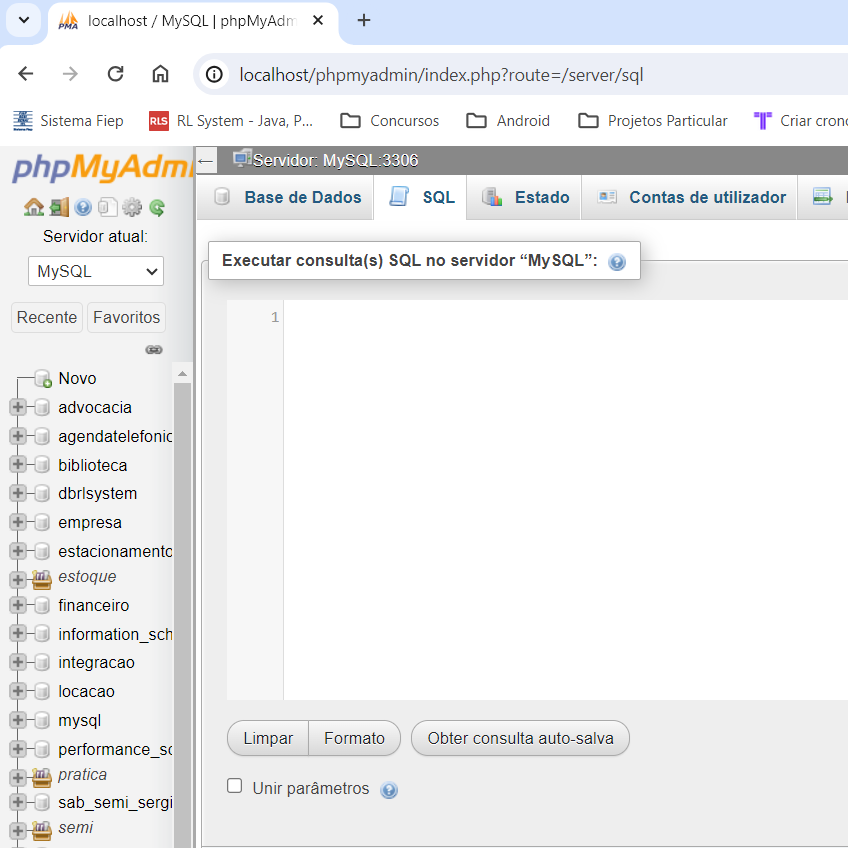 PMA localhost / MySQL | phpMyAdm
localhost/phpmyadmin/index.php?route=/server/sql
Sistema Fiep RLS RL System - Java, P... Concursos Android Projetos Particular Criar cron
phpMyAdm
Servidor: MySQL:3306
Base de Dados SQL Estado Contas de utilizador
Servidor atual:
MySQL
Recente Favoritos
Executar consulta(s) SQL no servidor “MySQL”:
1
Novo
advocacia
agendatelefonic
biblioteca
dbrlsystem
empresa
estacionamento
estoque
financeiro
information_sch
integracao
locacao
mysql
performance_sc
pratica
sab_semi_sergi
semi
Limpar Formato Obter consulta auto-salva
Unir parâmetros